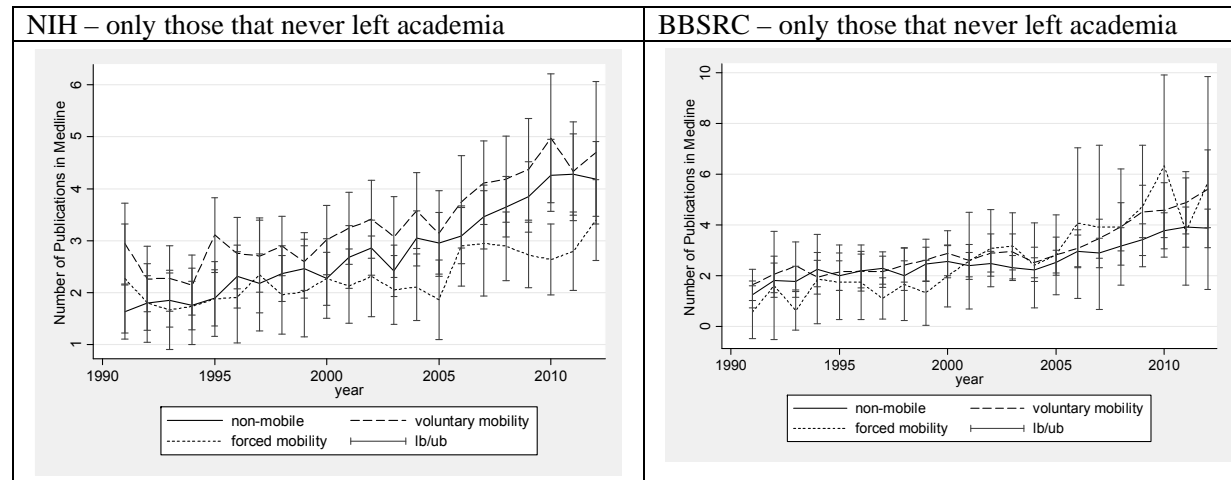 NIH – only those that never left academia
Number of Publications in Medline
6
5
4
3
2
1
1990 1995 2000 2005 2010
year
non-mobile voluntary mobility
forced mobility lb/ub
BBSRC – only those that never left academia
Number of Publications in Medline
10
8
6
4
2
0
1990 1995 2000 2005 2010
year
non-mobile voluntary mobility
forced mobility lb/ub